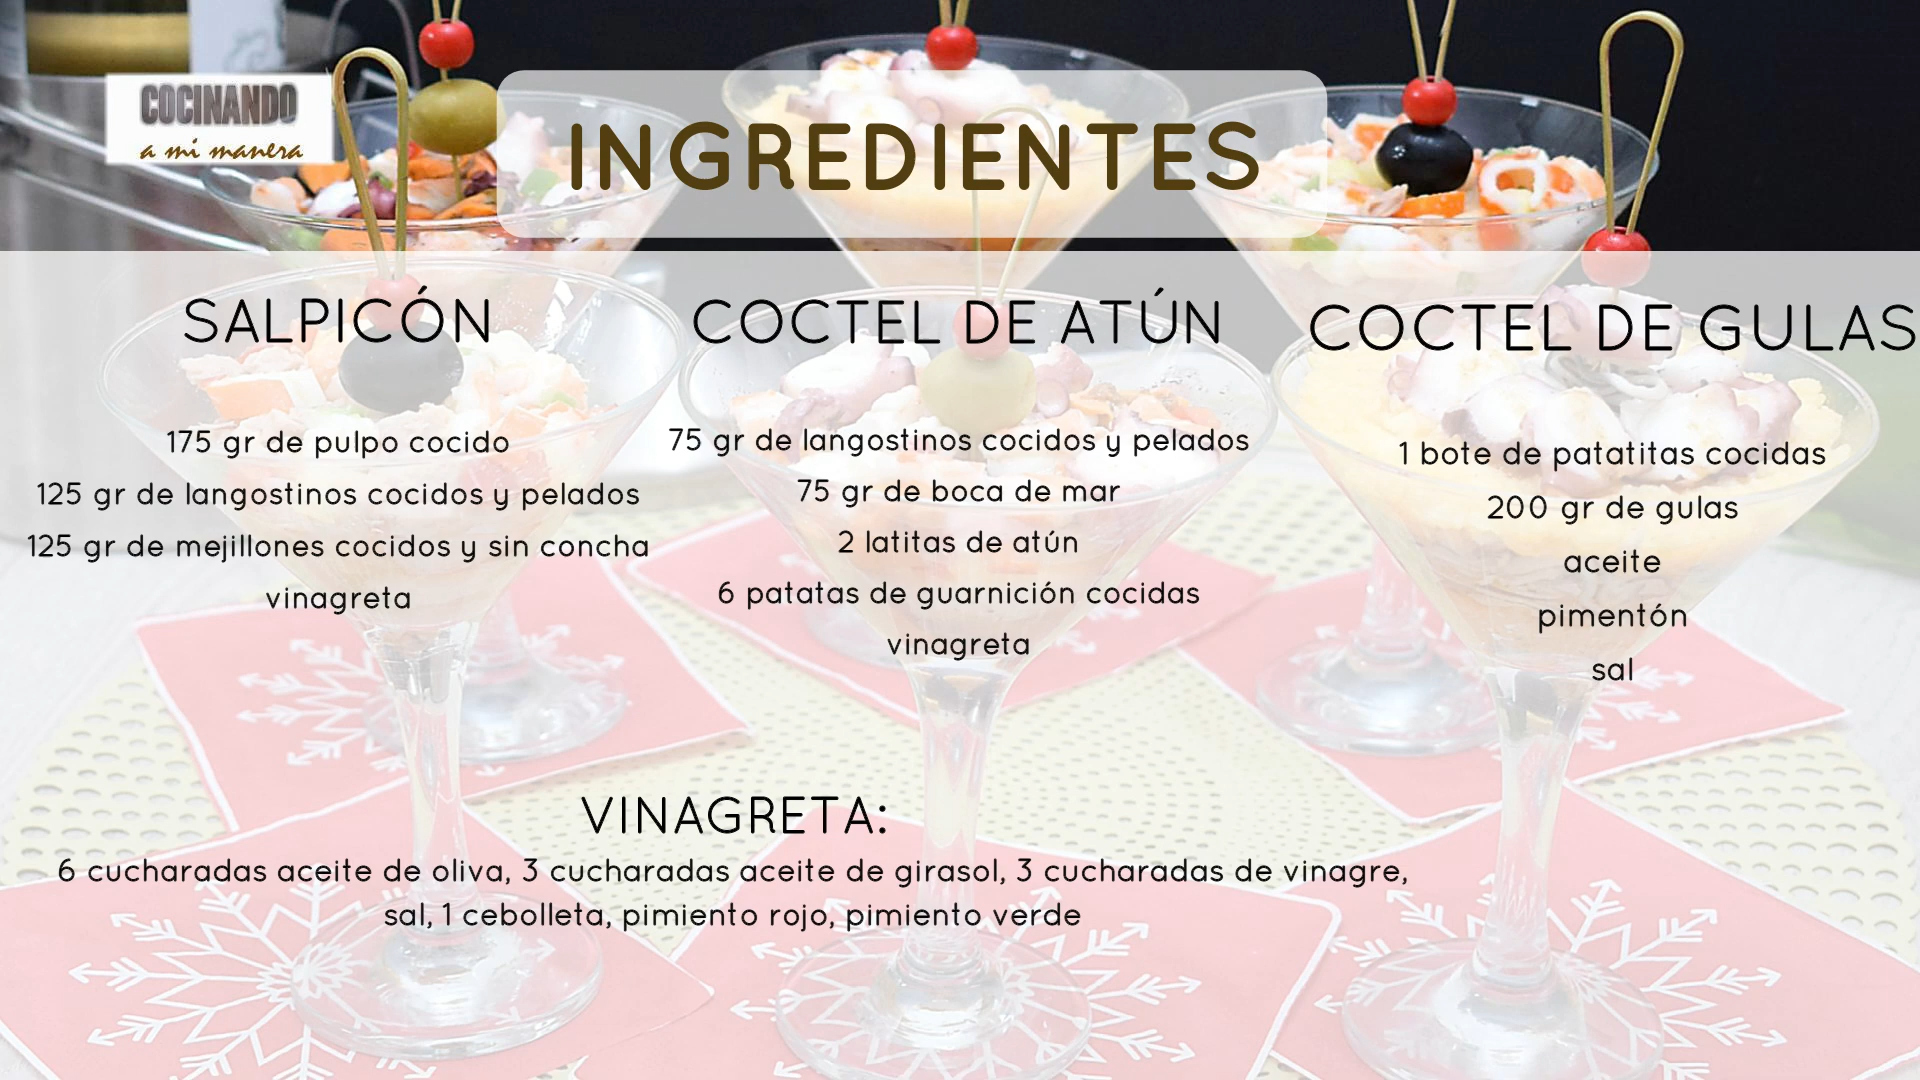 COCINANDO
a mi manera
INGREDIENTES
SALPICÓN
175 gr de pulpo cocido
125 gr de langostinos cocidos y pelados
125 gr de mejillones cocidos y sin concha
vinagreta
COCTEL DE ATÚN
75 gr de langostinos cocidos y pelados
75 gr de boca de mar
2 latitas de atún
6 patatas de guarnición cocidas
vinagreta
COCTEL DE GULAS
1 bote de patatitas cocidas
200 gr de gulas
aceite
pimentón
sal
VINAGRETA:
6 cucharadas aceite de oliva, 3 cucharadas aceite de girasol, 3 cucharadas de vinagre,
sal, 1 cebolleta, pimiento rojo, pimiento verde